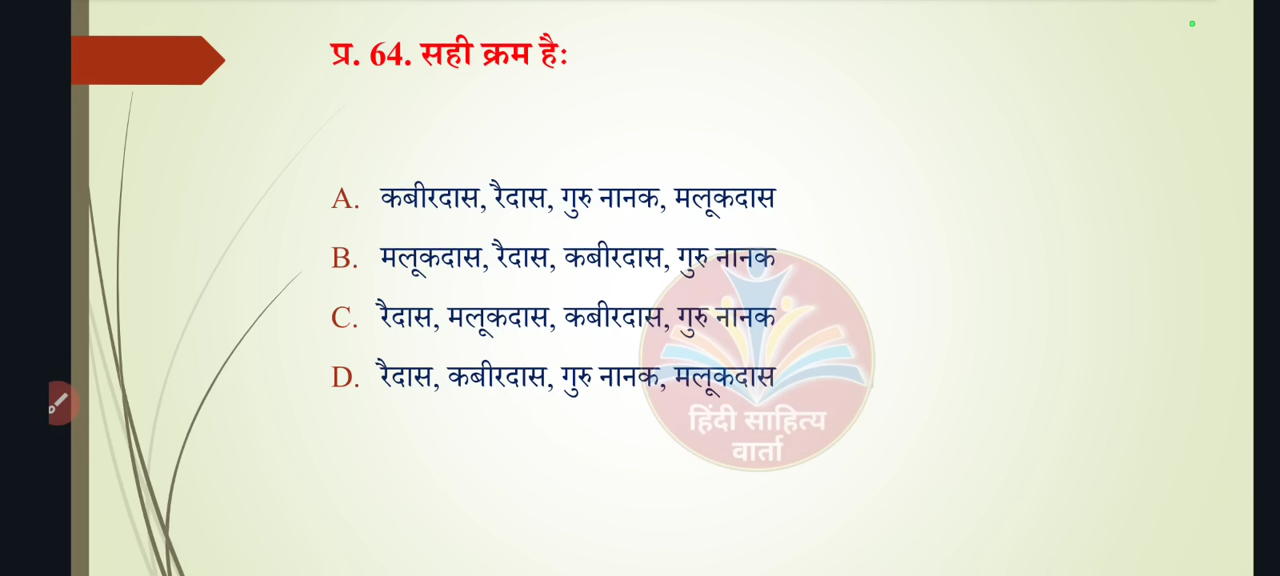 प्र. 64. सही क्रम है:
A. कबीरदास, रैदास, गुरु नानक, मलूकदास
B. मलूकदास, रैदास, कबीरदास, गुरु नानक
C. रैदास, मलूकदास, कबीरदास, गुरु नानक
D. रैदास, कबीरदास, गुरु नानक, मलूकदास
हिंदी साहित्य
वार्ता